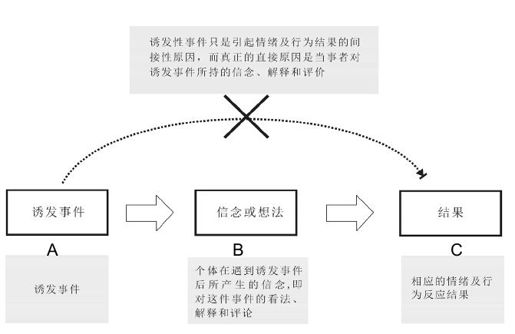 诱发性事件只是引起情绪及行为结果的间
接性原因，而真正的直接原因是当事者对
诱发事件所持的信念、解释和评价
诱发事件
信念或想法
结果
A
B
C
诱发事件
个体在遇到诱发事件
后所产生的信念,即
对这件事件的看法、
解释和评论
相应的情绪及行
为反应结果